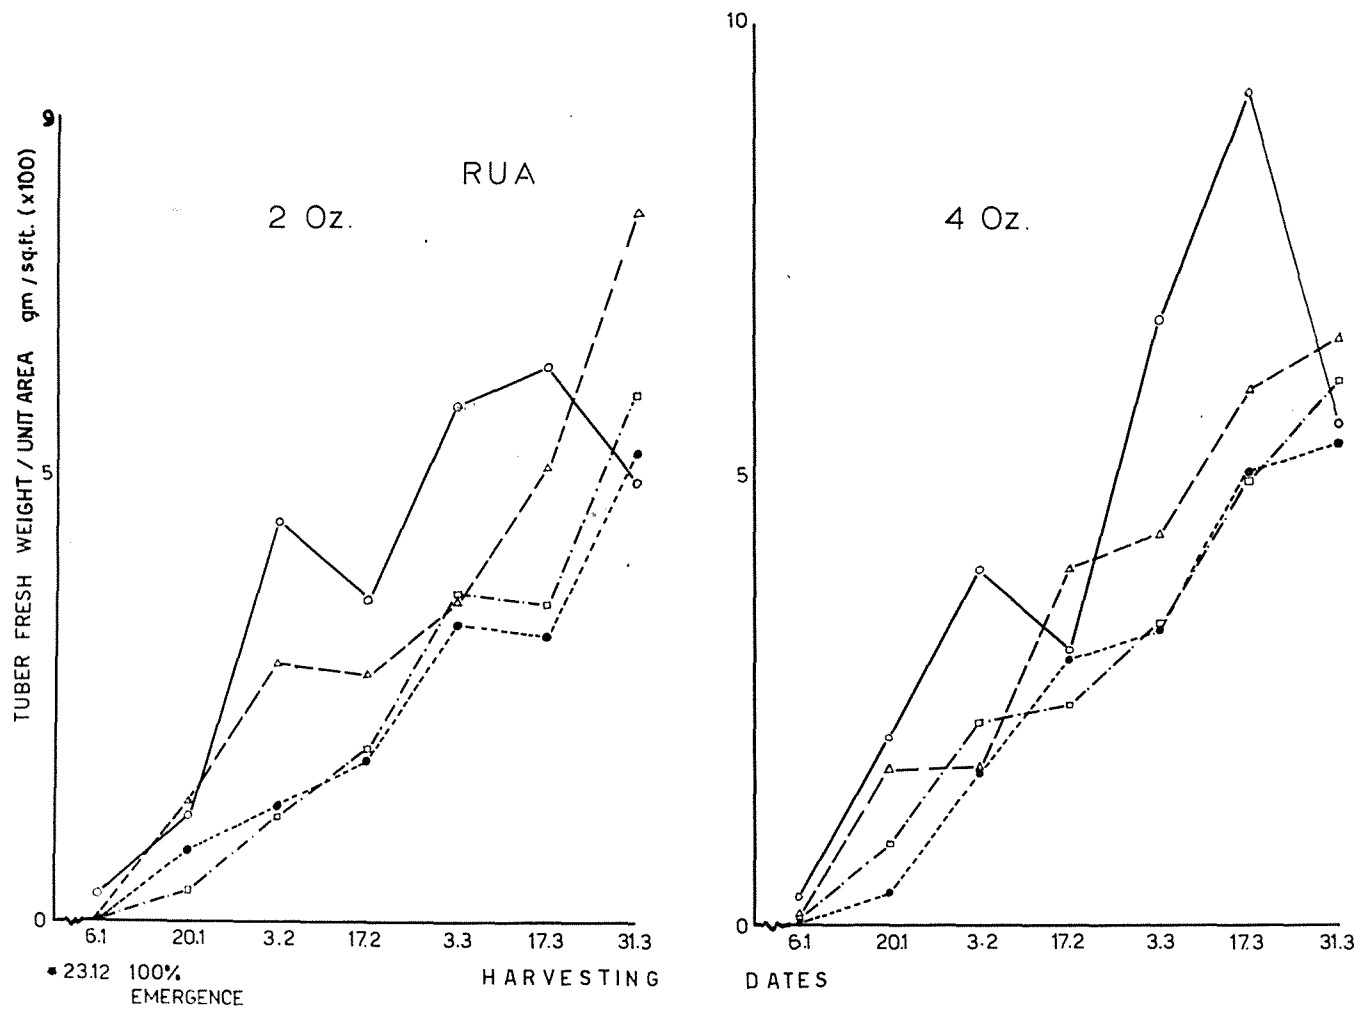 10
9
RUA
2 Oz.
4 Oz.
TUBER FRESH WEIGHT / UNIT AREA gm / sq.ft. (x100)
5
5
0
0
6.1 20.1 3.2 17.2 3.3 17.3 31.3
6.1 20.1 3.2 17.2 3.3 17.3 31.3
* 23.12 100%
EMERGENCE
HARVESTING DATES